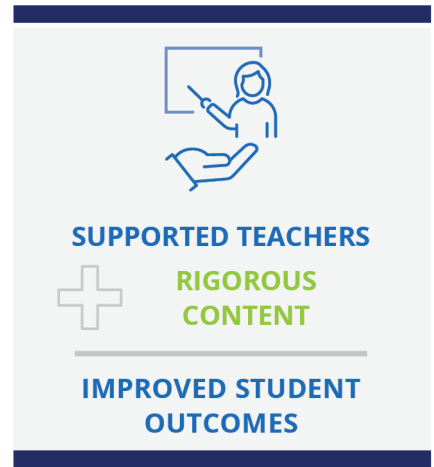 SUPPORTED TEACHERS
RIGOROUS
CONTENT
IMPROVED STUDENT
OUTCOMES